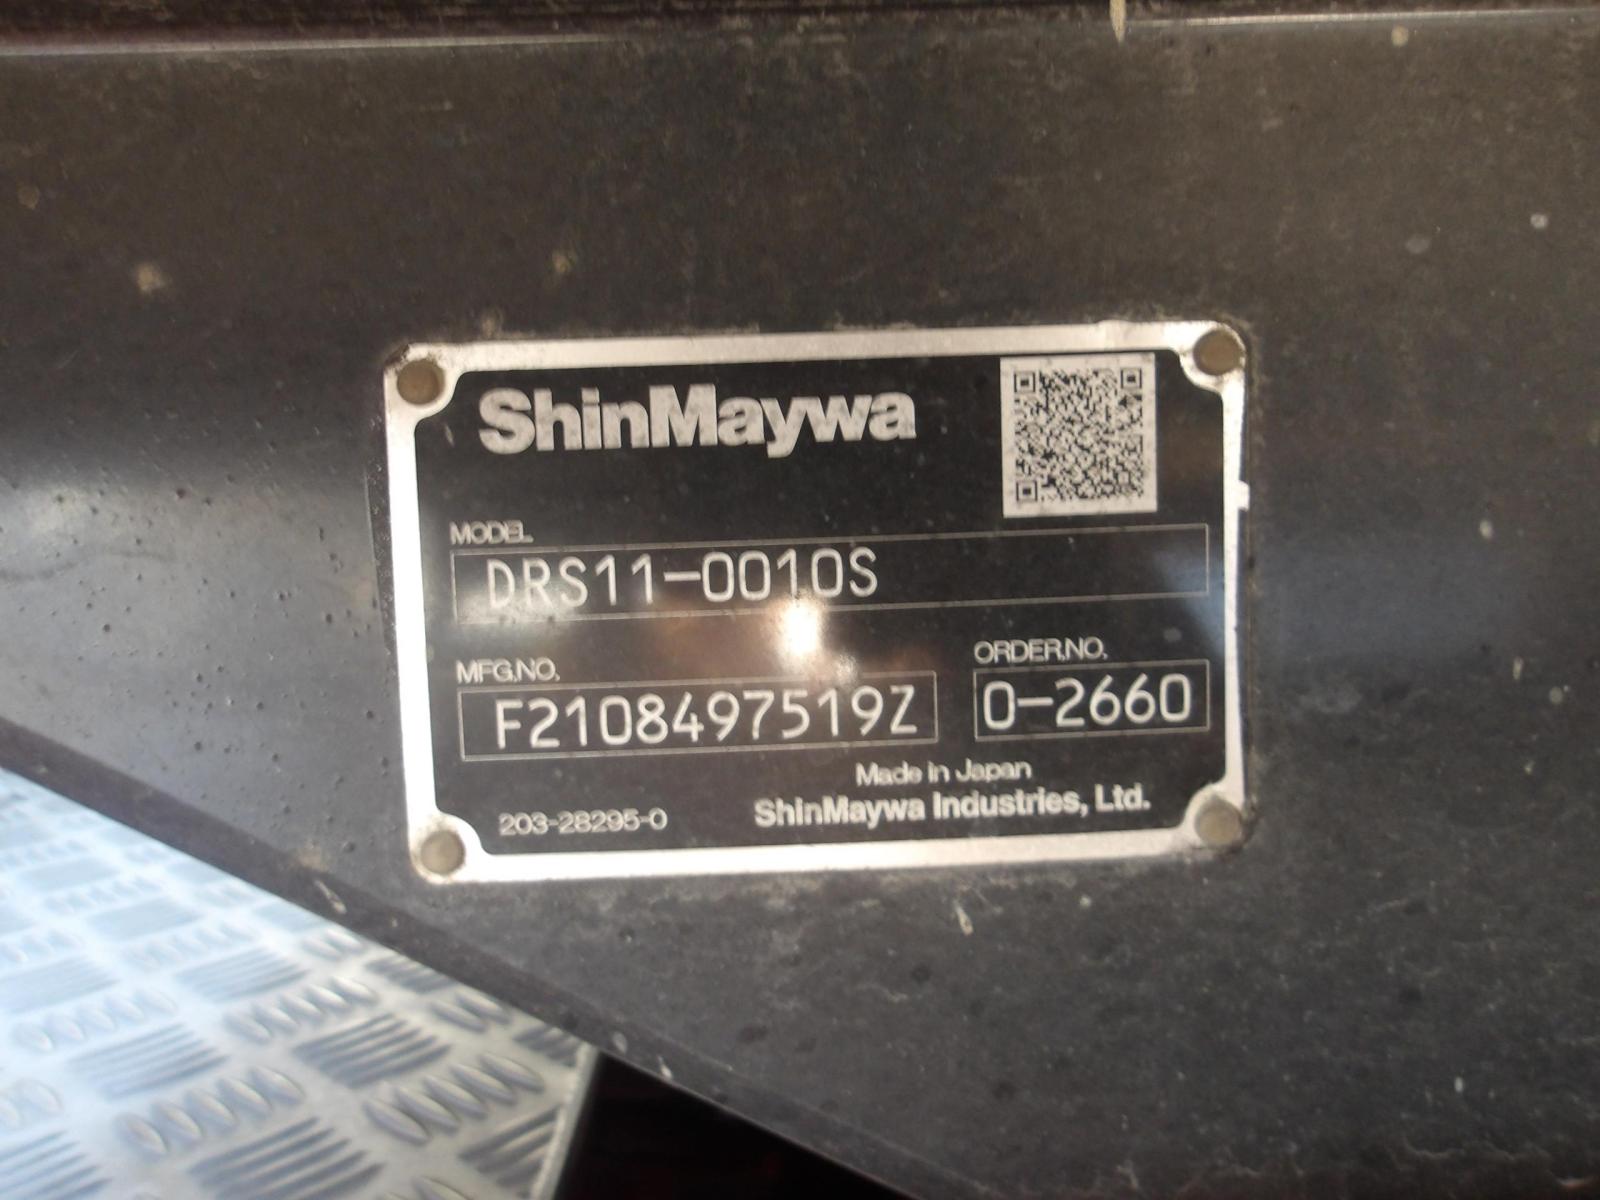 ShinMaywa
MODEL
DRS11-0010S
MFG.NO.
F2108497519Z
ORDER.NO.
0-2660
Made in Japan
203-28295-0
ShinMaywa Industries, Ltd.